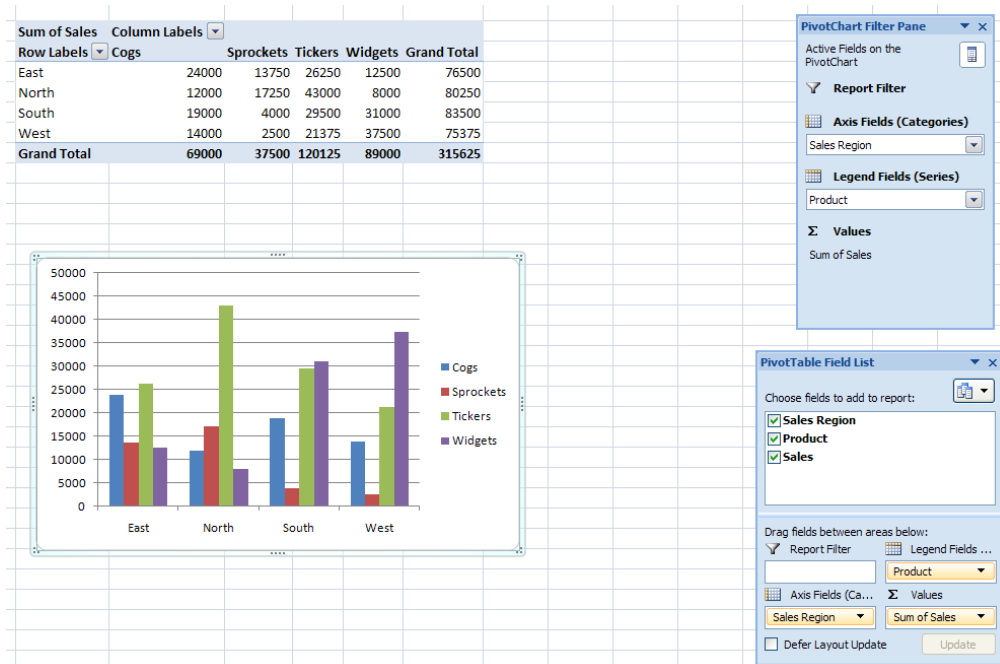 Sum of Sales Column Labels
Row Labels Cogs Sprockets Tickers Widgets Grand Total
East 24000 13750 26250 12500 76500
North 12000 17250 43000 8000 80250
South 19000 4000 29500 31000 83500
West 14000 2500 21375 37500 75375
Grand Total 69000 37500 120125 89000 315625
50000
45000
40000
35000
30000
25000
20000
15000
10000
5000
0
East North South West
Cogs
Sprockets
Tickers
Widgets
PivotChart Filter Pane
Active Fields on the
PivotChart
Report Filter
Axis Fields (Categories)
Sales Region
Legend Fields (Series)
Product
Σ Values
Sum of Sales
PivotTable Field List
Choose fields to add to report:
Sales Region
Product
Sales
Drag fields between areas below:
Report Filter Legend Fields ...
Product
Axis Fields (Ca... Σ Values
Sales Region Sum of Sales
Defer Layout Update Update